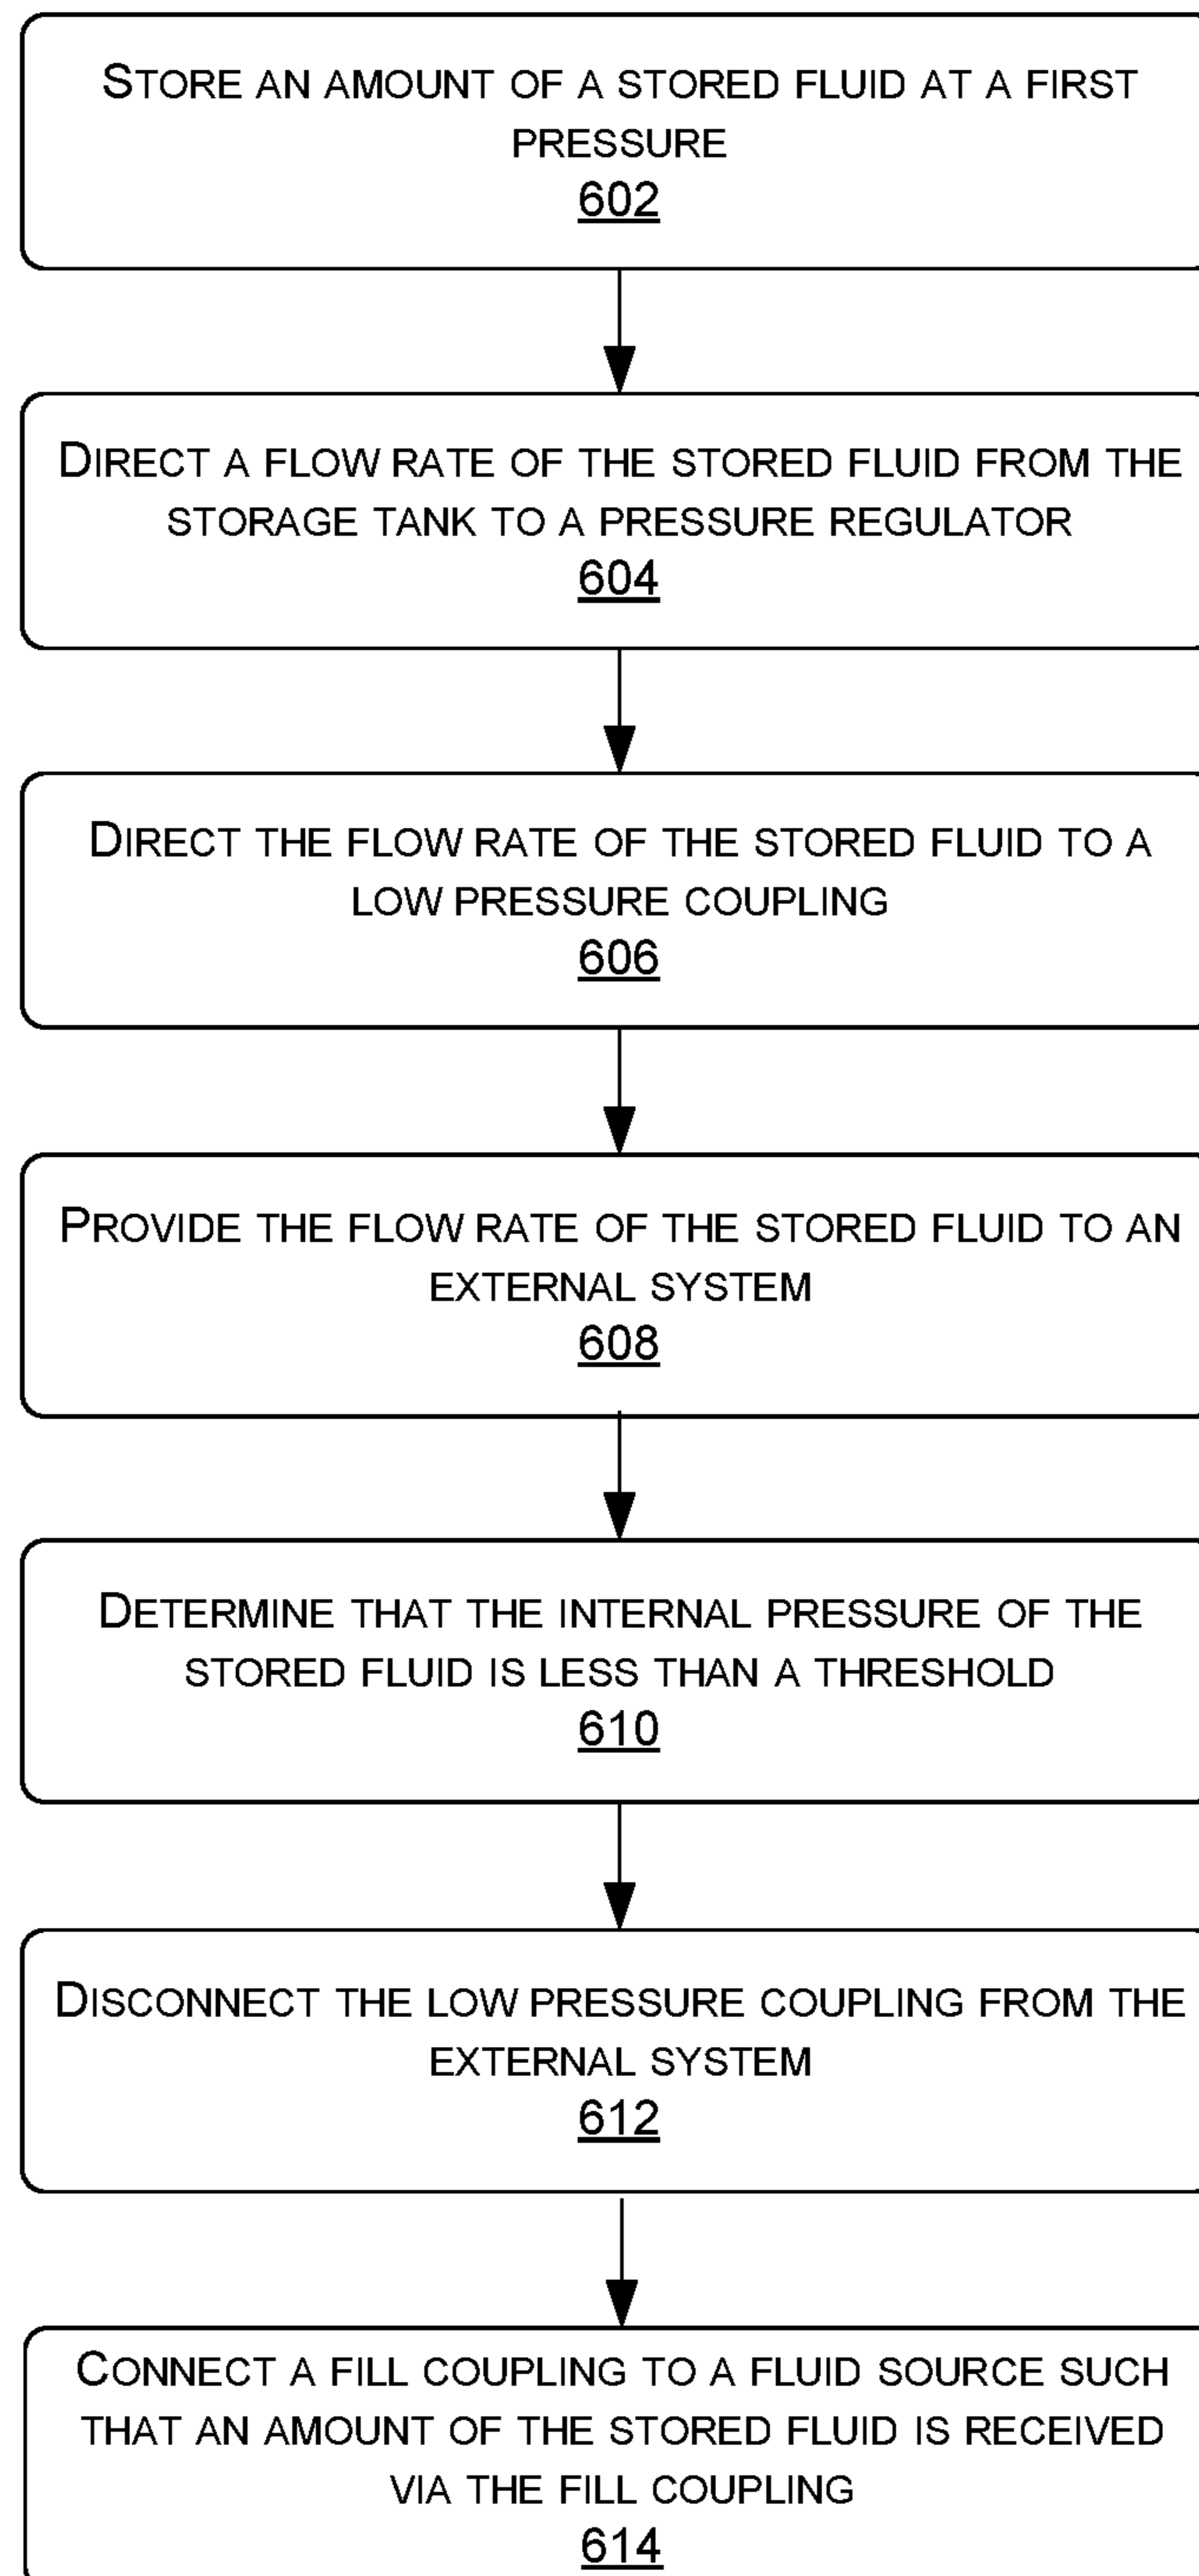 STORE AN AMOUNT OF A STORED FLUID AT A FIRST
PRESSURE
602
DIRECT A FLOW RATE OF THE STORED FLUID FROM THE
STORAGE TANK TO A PRESSURE REGULATOR
604
DIRECT THE FLOW RATE OF THE STORED FLUID TO A
LOW PRESSURE COUPLING
606
PROVIDE THE FLOW RATE OF THE STORED FLUID TO AN
EXTERNAL SYSTEM
608
DETERMINE THAT THE INTERNAL PRESSURE OF THE
STORED FLUID IS LESS THAN A THRESHOLD
610
DISCONNECT THE LOW PRESSURE COUPLING FROM THE
EXTERNAL SYSTEM
612
CONNECT A FILL COUPLING TO A FLUID SOURCE SUCH
THAT AN AMOUNT OF THE STORED FLUID IS RECEIVED
VIA THE FILL COUPLING
614